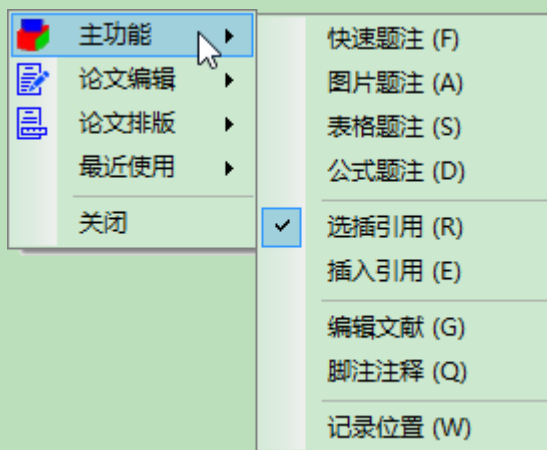 主功能
论文编辑
论文排版
最近使用
关闭
快速题注 (F)
图片题注 (A)
表格题注 (S)
公式题注 (D)
选插引用 (R)
插入引用 (E)
编辑文献 (G)
脚注注释 (Q)
记录位置 (W)